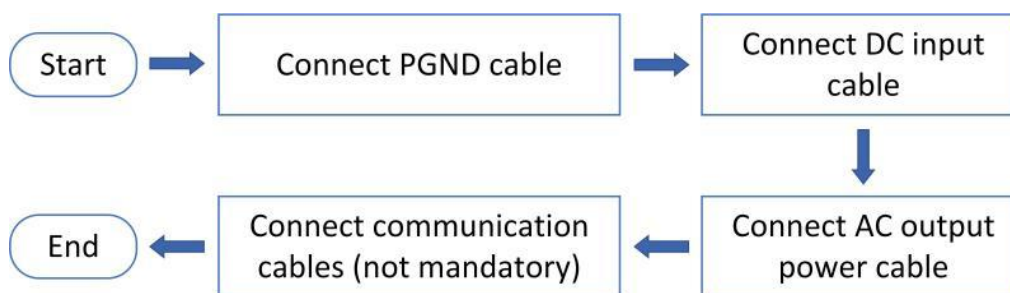 Start
Connect PGND cable
Connect DC input
cable
Connect AC output
power cable
Connect communication
cables (not mandatory)
End